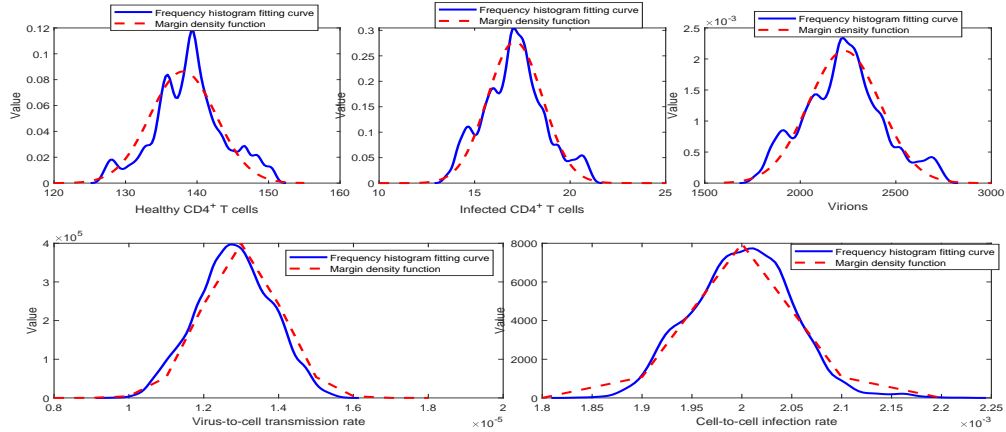 Frequency histogram fitting curve
Margin density function
0.12
0.1
0.08
0.06
0.04
0.02
0
Value
120 130 140 150 160
Healthy CD4⁺ T cells
Frequency histogram fitting curve
Margin density function
0.3
0.25
0.2
0.15
0.1
0.05
0
Value
10 15 20 25
Infected CD4⁺ T cells
×10⁻³
Frequency histogram fitting curve
Margin density function
2.5
2
1.5
1
0.5
0
Value
1500 2000 2500 3000
Virions
×10⁵
Frequency histogram fitting curve
Margin density function
4
3
2
1
0
Value
0.8 1 1.2 1.4 1.6 1.8 2
Virus-to-cell transmission rate
×10⁻⁵
Frequency histogram fitting curve
Margin density function
8000
6000
4000
2000
0
Value
1.8 1.85 1.9 1.95 2 2.05 2.1 2.15 2.2 2.25
Cell-to-cell infection rate
×10⁻³